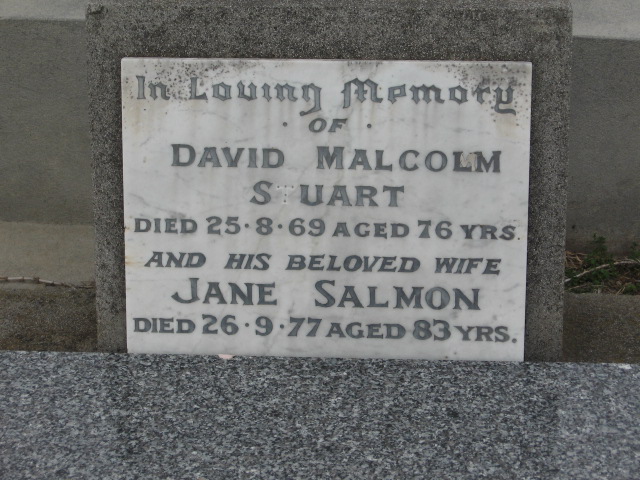 In Loving Memory
· OF ·
DAVID MALCOLM
STUART
DIED 25·8·69 AGED 76 YRS.
AND HIS BELOVED WIFE
JANE SALMON
DIED 26·9·77 AGED 83 YRS.